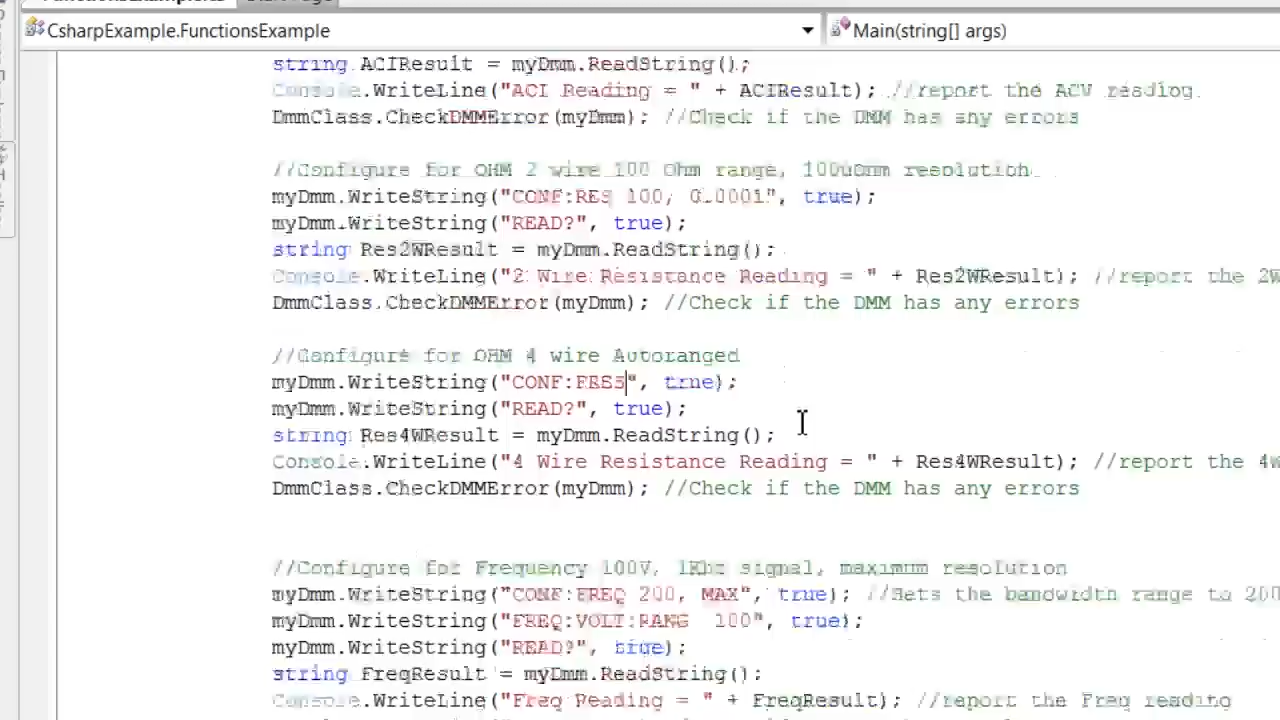 CsharpExample.FunctionsExample
Main(string[] args)
string ACIResult = myDmm.ReadString();
Console.WriteLine("ACI Reading = " + ACIResult); //report the ACV reading
DmmClass.CheckDMMError(myDmm); //Check if the DMM has any errors
//Configure for OHM 2 wire 100 Ohm range, 100uOhm resolution
myDmm.WriteString("CONF:RES 100, 0.0001", true);
myDmm.WriteString("READ?", true);
string Res2WResult = myDmm.ReadString();
Console.WriteLine("2 Wire Resistance Reading = " + Res2WResult); //report the 2W
DmmClass.CheckDMMError(myDmm); //Check if the DMM has any errors
//Configure for OHM 4 wire Autoranged
myDmm.WriteString("CONF:FRES", true);
myDmm.WriteString("READ?", true);
string Res4WResult = myDmm.ReadString();
Console.WriteLine("4 Wire Resistance Reading = " + Res4WResult); //report the 4w
DmmClass.CheckDMMError(myDmm); //Check if the DMM has any errors
//Configure for Frequency 100V, 1Khz signal, maximum resolution
myDmm.WriteString("CONF:FREQ 200, MAX", true); //Sets the bandwidth range to 200
myDmm.WriteString("FREQ:VOLT:RANG 100", true);
myDmm.WriteString("READ?", true);
string FreqResult = myDmm.ReadString();
Console.WriteLine("Freq Reading = " + FreqResult); //report the Freq reading